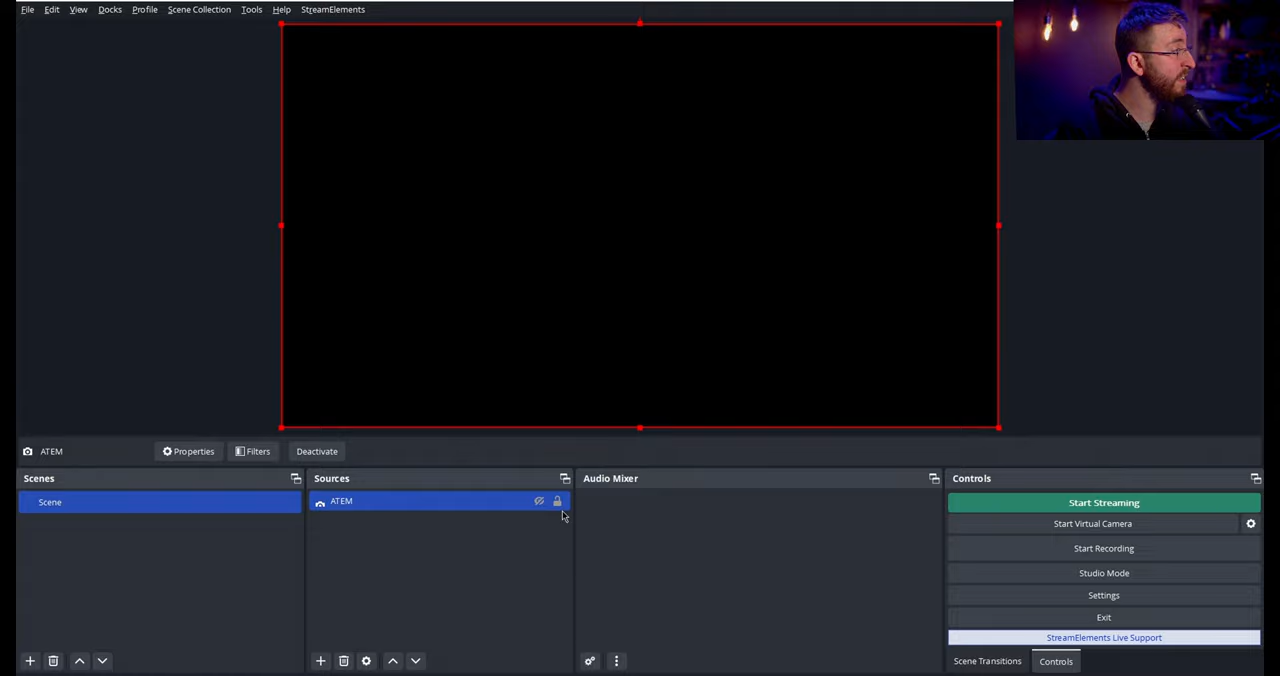 File Edit View Docks Profile Scene Collection Tools Help StreamElements
ATEM Properties Filters Deactivate
Scenes
Scene
Sources
ATEM
Audio Mixer
Controls
Start Streaming
Start Virtual Camera
Start Recording
Studio Mode
Settings
Exit
StreamElements Live Support
Scene Transitions Controls